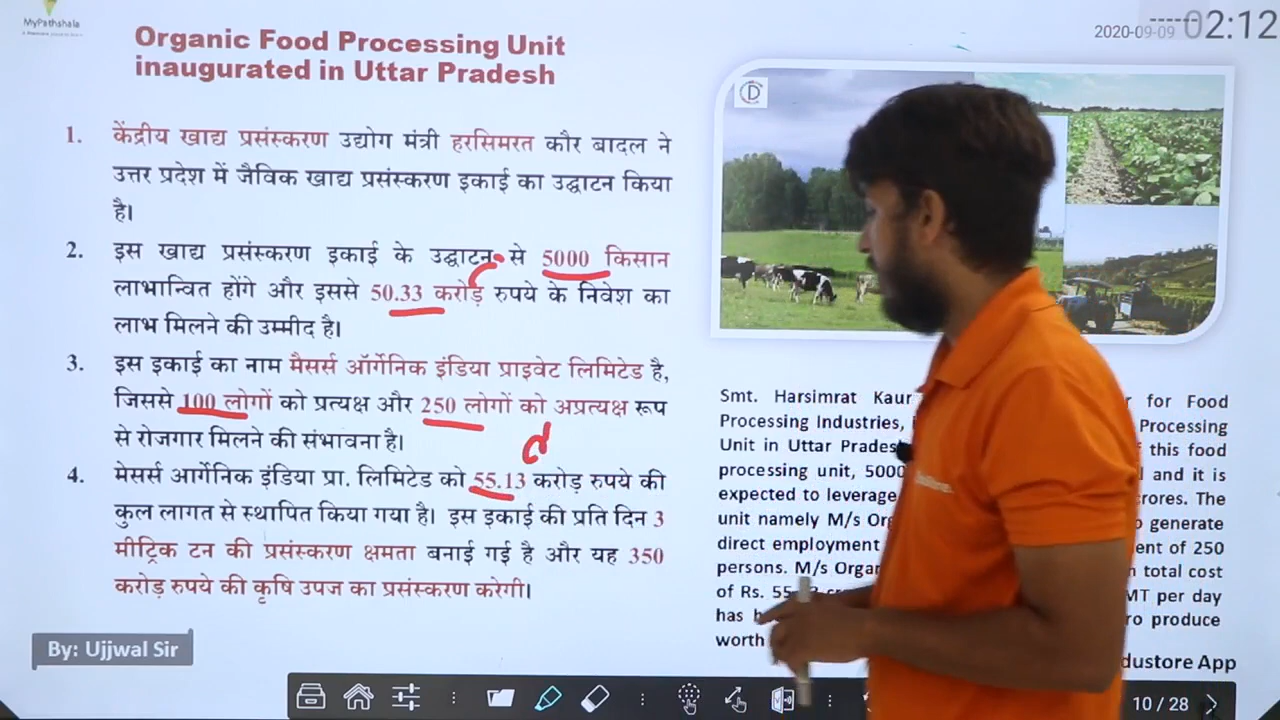 MyPathshala
2020-09-09 02:12
Organic Food Processing Unit
inaugurated in Uttar Pradesh
1. केंद्रीय खाद्य प्रसंस्करण उद्योग मंत्री हरसिमरत कौर बादल ने
उत्तर प्रदेश में जैविक खाद्य प्रसंस्करण इकाई का उद्घाटन किया
है।
2. इस खाद्य प्रसंस्करण इकाई के उद्घाटन से 5000 किसान
लाभान्वित होंगे और इससे 50.33 करोड़ रुपये के निवेश का
लाभ मिलने की उम्मीद है।
3. इस इकाई का नाम मैसर्स ऑर्गेनिक इंडिया प्राइवेट लिमिटेड है,
जिससे 100 लोगों को प्रत्यक्ष और 250 लोगों को अप्रत्यक्ष रूप
से रोजगार मिलने की संभावना है।
4. मेसर्स आर्गेनिक इंडिया प्रा. लिमिटेड को 55.13 करोड़ रुपये की
कुल लागत से स्थापित किया गया है। इस इकाई की प्रति दिन 3
मीट्रिक टन की प्रसंस्करण क्षमता बनाई गई है और यह 350
करोड़ रुपये की कृषि उपज का प्रसंस्करण करेगी।
By: Ujjwal Sir
D
Smt. Harsimrat Kaur for Food
Processing Industries, Processing
Unit in Uttar this food
processing unit, 5000 and it is
expected to leverage crores. The
unit namely M/s generate
direct employment of 250
persons. M/s total cost
of Rs. MT per day
has produce
worth
App
10 / 28